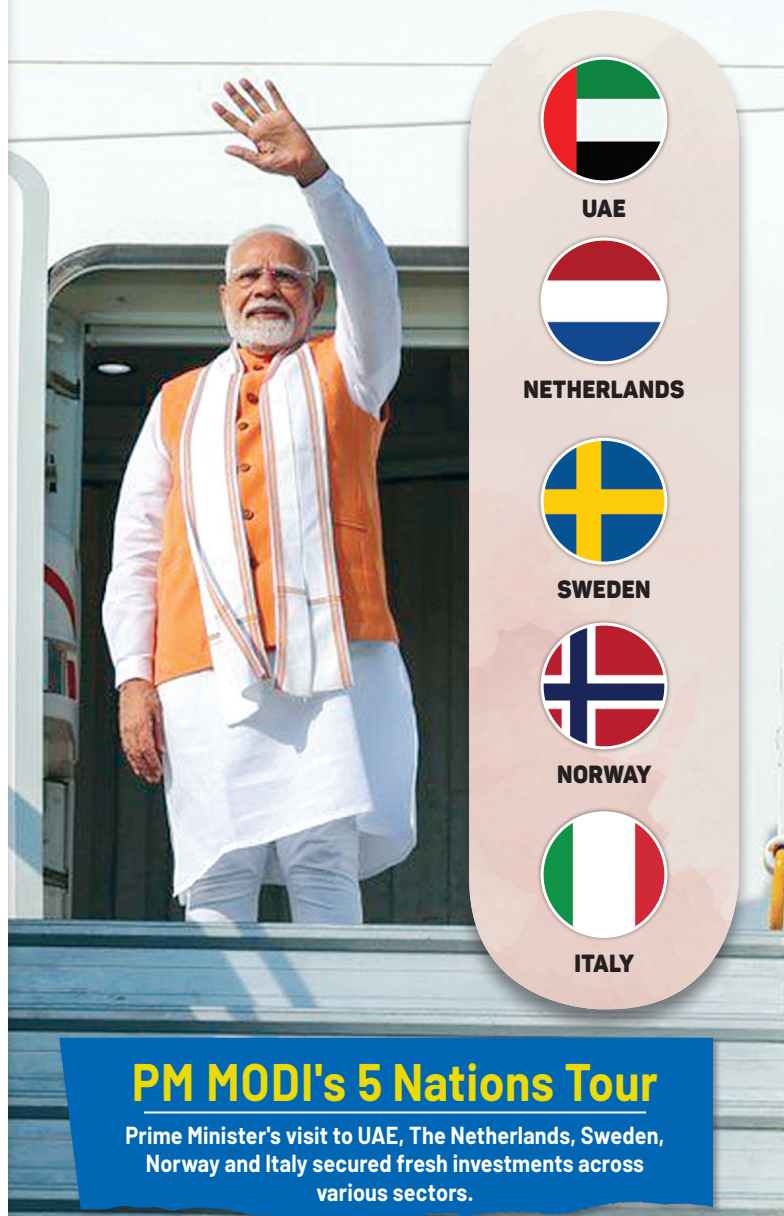 UAE
NETHERLANDS
SWEDEN
NORWAY
ITALY
PM MODI's 5 Nations Tour
Prime Minister's visit to UAE, The Netherlands, Sweden,
Norway and Italy secured fresh investments across
various sectors.